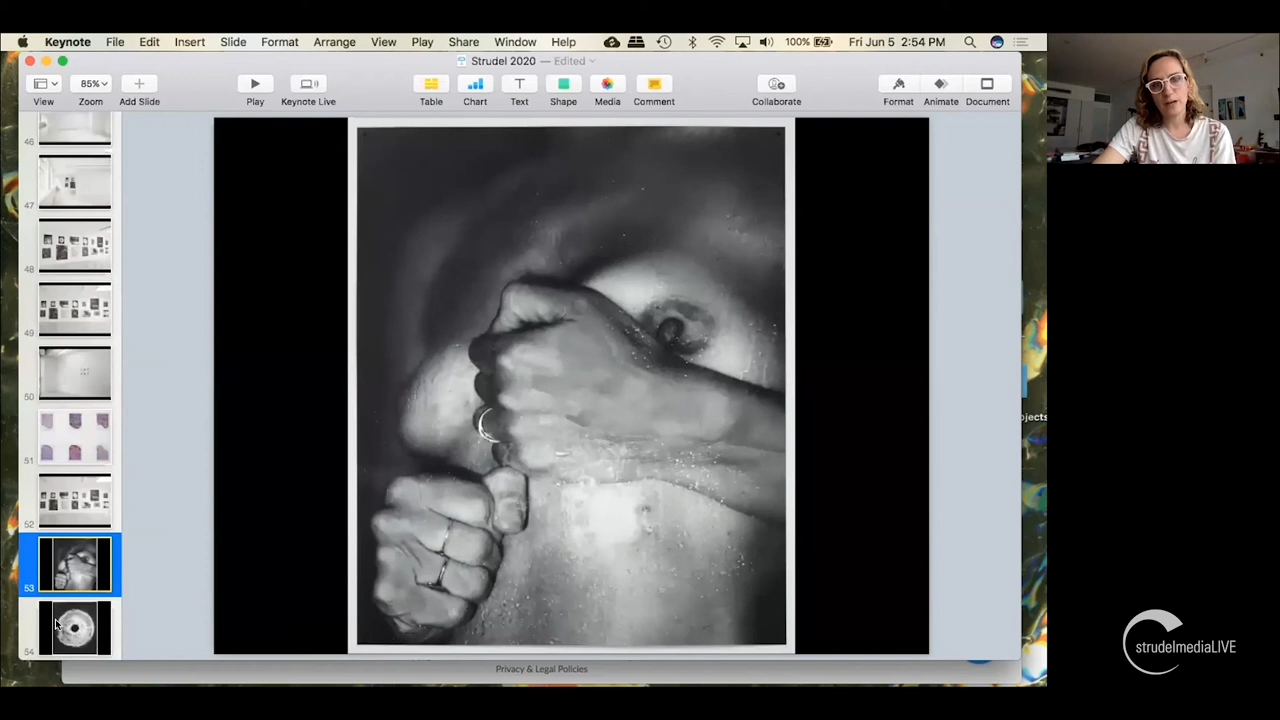 Keynote File Edit Insert Slide Format Arrange View Play Share Window Help 100% Fri Jun 5 2:54 PM
Strudel 2020 — Edited
85%
View Zoom Add Slide Play Keynote Live Table Chart Text Shape Media Comment Collaborate Format Animate Document
46
47
48
49
50
51
52
53
54
ojects
Privacy & Legal Policies
strudelmediaLIVE